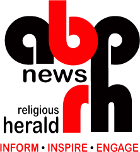 abp
news
religious
herald rh
INFORM • INSPIRE • ENGAGE